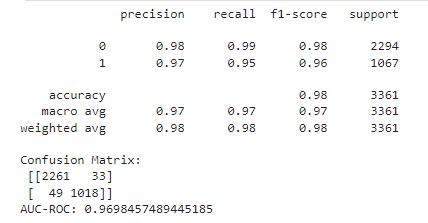 precision recall f1-score support
0 0.98 0.99 0.98 2294
1 0.97 0.95 0.96 1067
accuracy 0.98 3361
macro avg 0.97 0.97 0.97 3361
weighted avg 0.98 0.98 0.98 3361
Confusion Matrix:
[[2261 33]
[ 49 1018]]
AUC-ROC: 0.9698457489445185